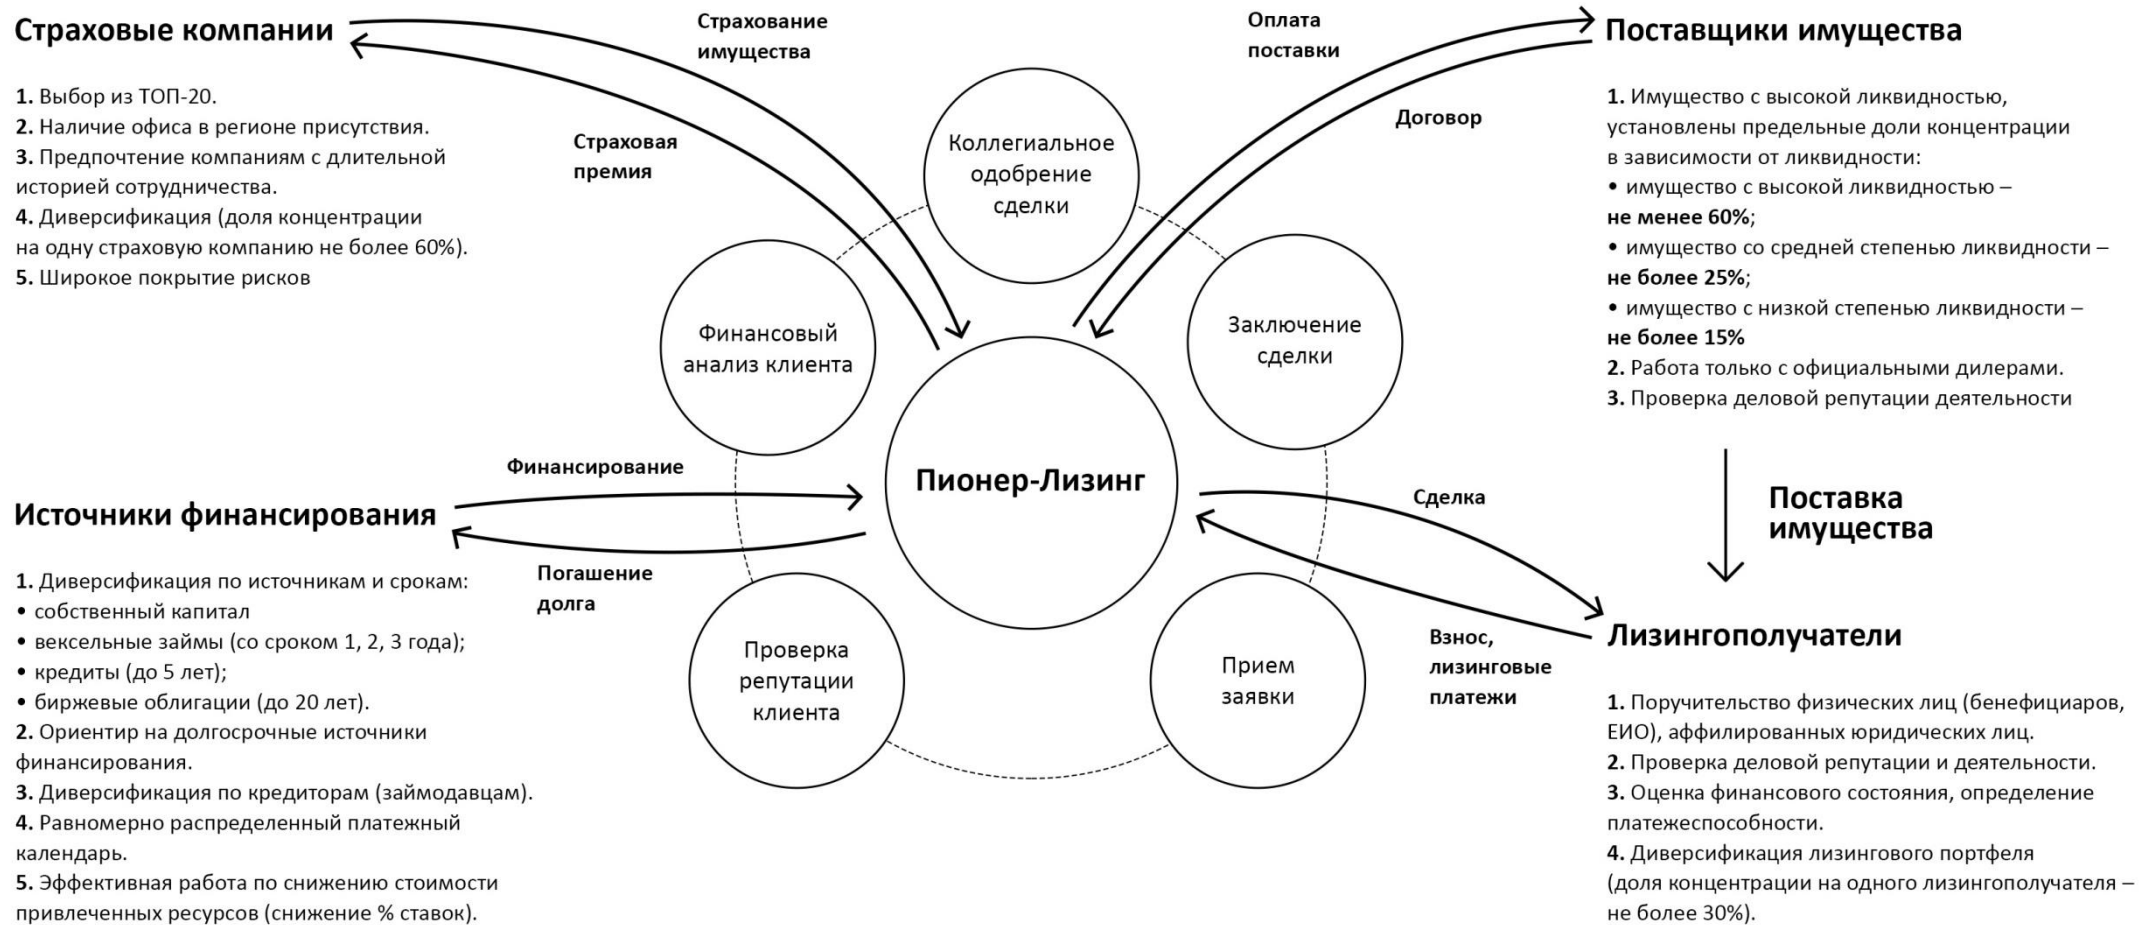 Страховые компании
1. Выбор из ТОП-20.
2. Наличие офиса в регионе присутствия.
3. Предпочтение компаниям с длительной
историей сотрудничества.
4. Диверсификация (доля концентрации
на одну страховую компанию не более 60%).
5. Широкое покрытие рисков
Страхование
имущества
Страховая
премия
Оплата
поставки
Договор
Поставщики имущества
1. Имущество с высокой ликвидностью,
установлены предельные доли концентрации
в зависимости от ликвидности:
• имущество с высокой ликвидностью –
не менее 60%;
• имущество со средней степенью ликвидности –
не более 25%;
• имущество с низкой степенью ликвидности –
не более 15%
2. Работа только с официальными дилерами.
3. Проверка деловой репутации деятельности
Коллегиальное
одобрение
сделки
Финансовый
анализ клиента
Заключение
сделки
Пионер-Лизинг
Проверка
репутации
клиента
Прием
заявки
Финансирование
Погашение
долга
Сделка
Взнос,
лизинговые
платежи
Поставка
имущества
Источники финансирования
1. Диверсификация по источникам и срокам:
• собственный капитал
• вексельные займы (со сроком 1, 2, 3 года);
• кредиты (до 5 лет);
• биржевые облигации (до 20 лет).
2. Ориентир на долгосрочные источники
финансирования.
3. Диверсификация по кредиторам (займодавцам).
4. Равномерно распределенный платежный
календарь.
5. Эффективная работа по снижению стоимости
привлеченных ресурсов (снижение % ставок).
Лизингополучатели
1. Поручительство физических лиц (бенефициаров,
ЕИО), аффилированных юридических лиц.
2. Проверка деловой репутации и деятельности.
3. Оценка финансового состояния, определение
платежеспособности.
4. Диверсификация лизингового портфеля
(доля концентрации на одного лизингополучателя –
не более 30%).